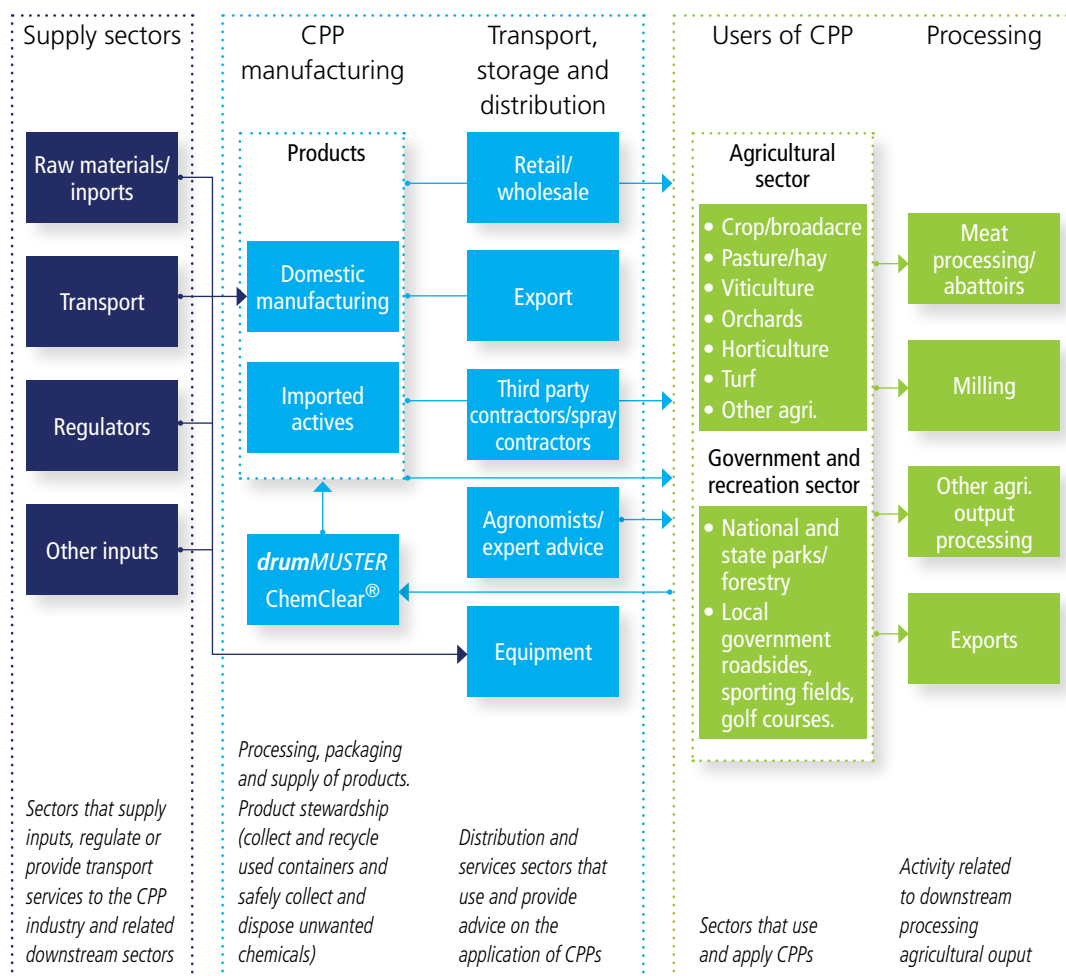 Supply sectors
CPP
manufacturing
Transport,
storage and
distribution
Users of CPP
Processing
Raw materials/
inports
Transport
Regulators
Other inputs
Products
Domestic
manufacturing
Imported
actives
drumMUSTER
ChemClear®
Retail/
wholesale
Export
Third party
contractors/spray
contractors
Agronomists/
expert advice
Equipment
Agricultural
sector
• Crop/broadacre
• Pasture/hay
• Viticulture
• Orchards
• Horticulture
• Turf
• Other agri.
Government and
recreation sector
• National and
state parks/
forestry
• Local
government
roadsides,
sporting fields,
golf courses.
Meat
processing/
abattoirs
Milling
Other agri.
output
processing
Exports
Sectors that supply
inputs, regulate or
provide transport
services to the CPP
industry and related
downstream sectors
Processing, packaging
and supply of products.
Product stewardship
(collect and recycle
used containers and
safely collect and
dispose unwanted
chemicals)
Distribution and
services sectors that
use and provide
advice on the
application of CPPs
Sectors that use
and apply CPPs
Activity related
to downstream
processing
agricultural ouput